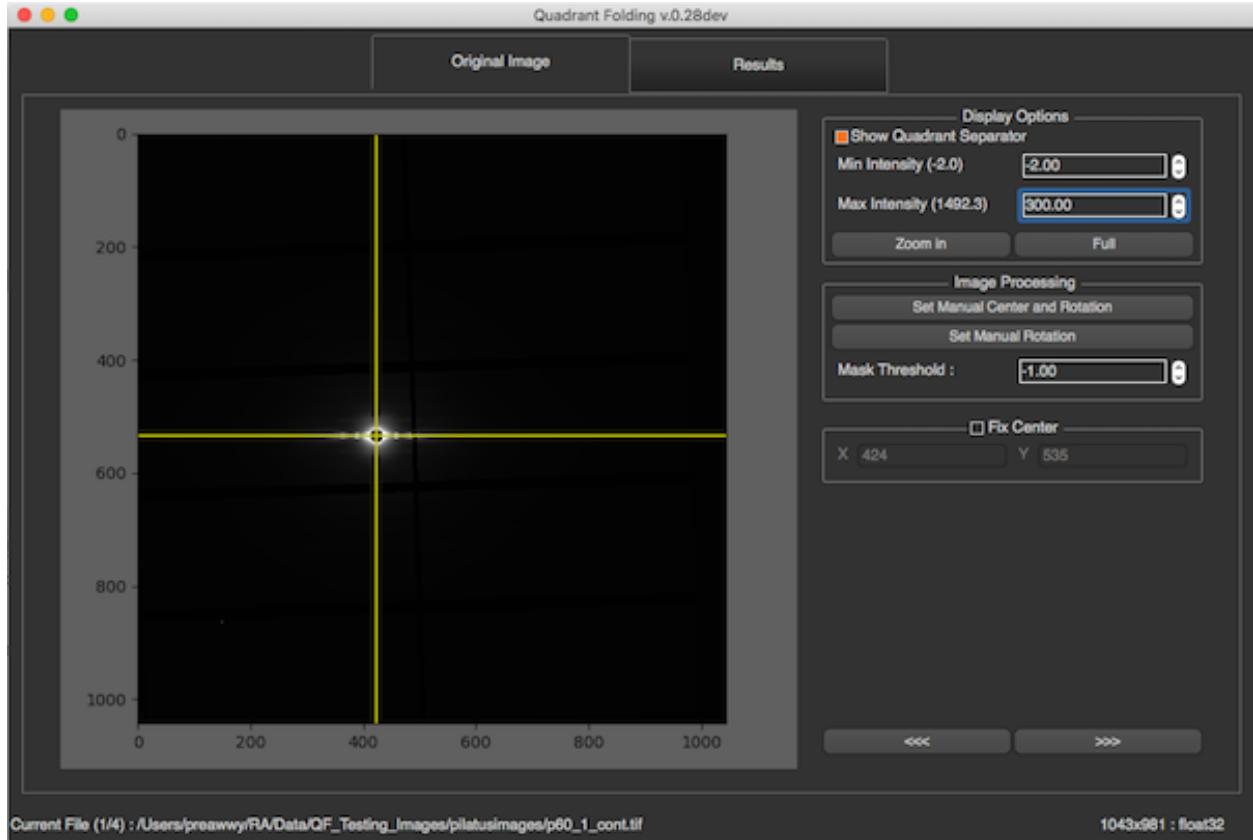 Quadrant Folding v.0.28dev
Original Image
Results
0
200
400
600
800
1000
0
200
400
600
800
1000
Display Options
Show Quadrant Separator
Min Intensity (-2.0)
-2.00
Max Intensity (1492.3)
300.00
Zoom in
Full
Image Processing
Set Manual Center and Rotation
Set Manual Rotation
Mask Threshold :
-1.00
Fix Center
X 424
Y 535
<<<
>>>
Current File (1/4) : /Users/preawwy/RA/Data/QF_Testing_Images/pilatusimages/p60_1_cont.tif
1043x981 : float32